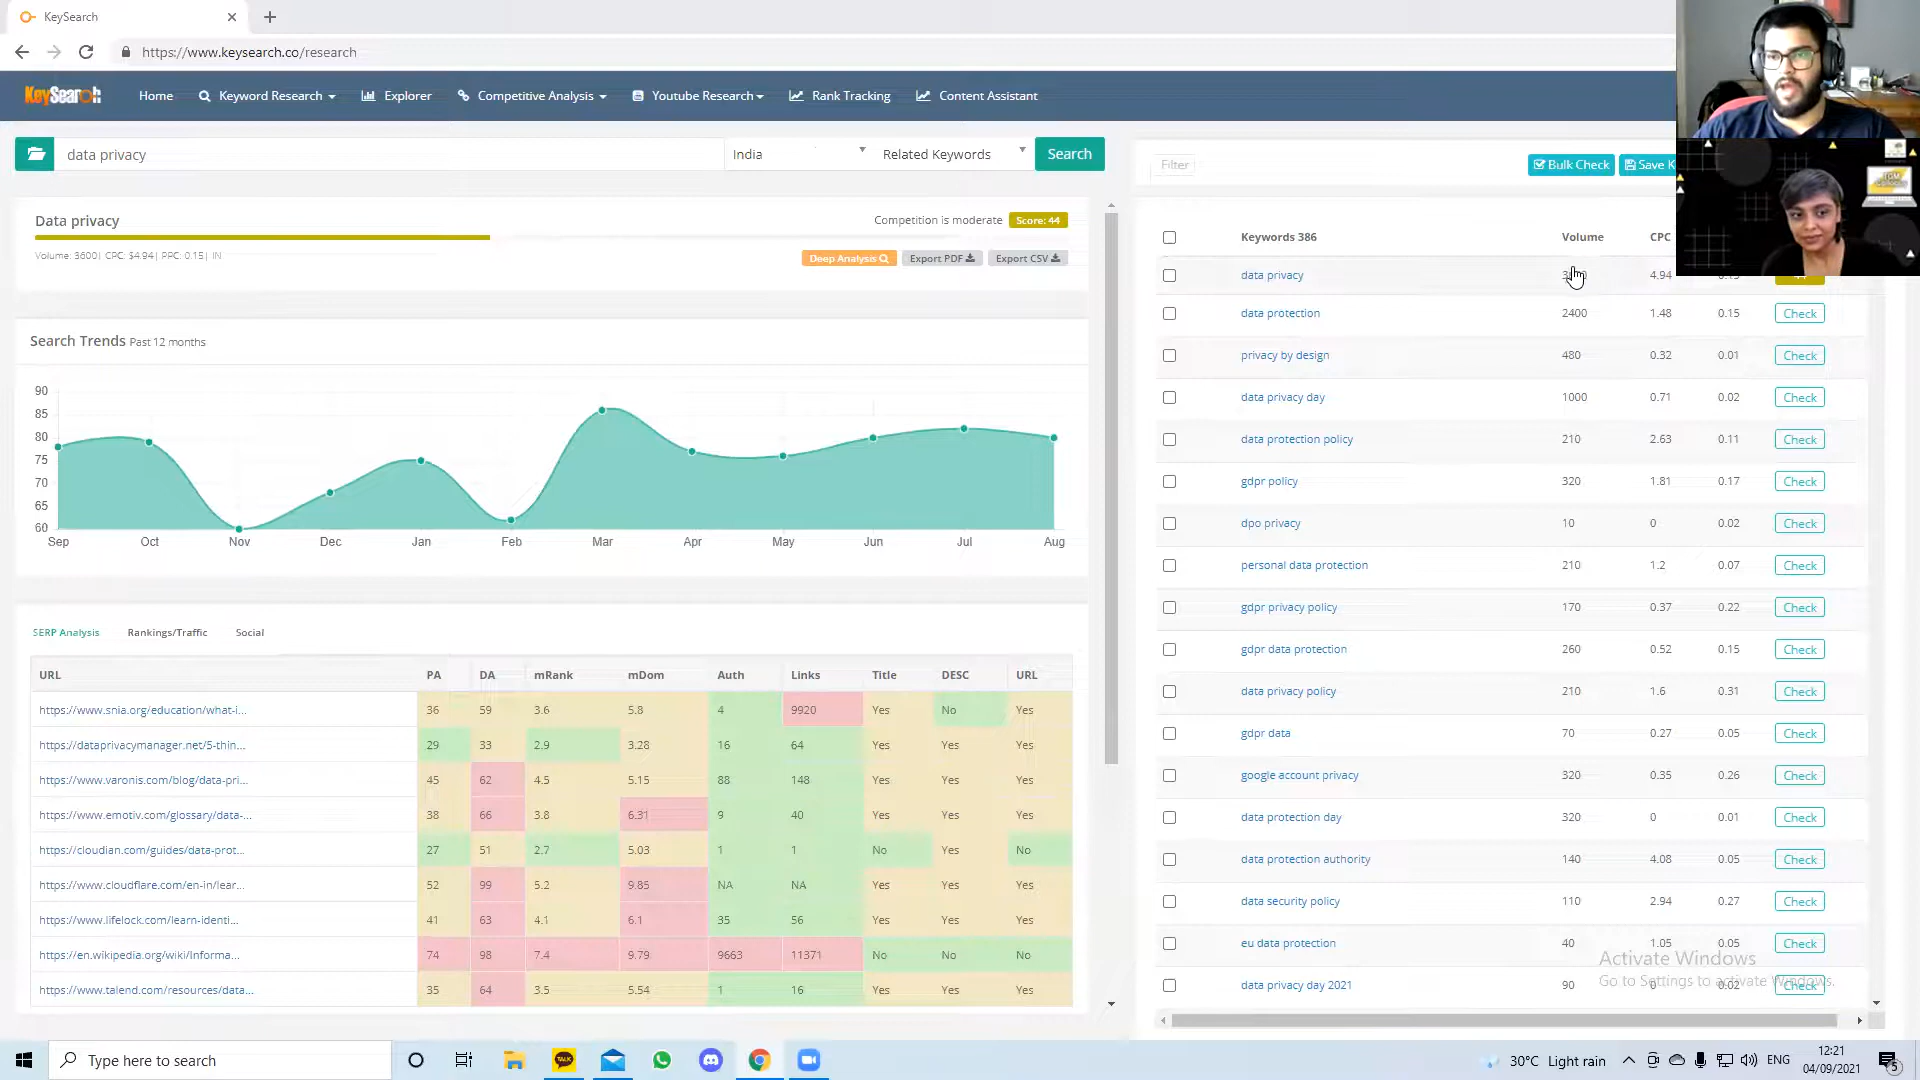 KeySearch
https://www.keysearch.co/research
KeySearch
Home
Keyword Research
Explorer
Competitive Analysis
Youtube Research
Rank Tracking
Content Assistant
data privacy
India
Related Keywords
Search
Data privacy
Competition is moderate
Score: 44
Volume: 3600| CPC: $4.94| PPC: 0.15| IN
Deep Analysis
Export PDF
Export CSV
Search Trends Past 12 months
90
85
80
75
70
65
60
Sep Oct Nov Dec Jan Feb Mar Apr May Jun Jul Aug
SERP Analysis
Rankings/Traffic
Social
URL PA DA mRank mDom Auth Links Title DESC URL
https://www.snia.org/education/what-i... 36 59 3.6 5.8 4 9920 Yes No Yes
https://dataprivacymanager.net/5-thin... 29 33 2.9 3.28 16 64 Yes Yes Yes
https://www.varonis.com/blog/data-pri... 45 62 4.5 5.15 88 148 Yes Yes Yes
https://www.emotiv.com/glossary/data-... 38 66 3.8 6.31 9 40 Yes Yes Yes
https://cloudian.com/guides/data-prot... 27 51 2.7 5.03 1 1 No Yes No
https://www.cloudflare.com/en-in/lear... 52 99 5.2 9.85 NA NA Yes Yes Yes
https://www.lifelock.com/learn-identi... 41 63 4.1 6.1 35 56 Yes Yes Yes
https://en.wikipedia.org/wiki/Informa... 74 98 7.4 9.79 9663 11371 No No No
https://www.talend.com/resources/data... 35 64 3.5 5.54 1 16 Yes Yes Yes
Filter
Bulk Check
Save K
Keywords 386 Volume CPC
data privacy 4.94
data protection 2400 1.48 0.15 Check
privacy by design 480 0.32 0.01 Check
data privacy day 1000 0.71 0.02 Check
data protection policy 210 2.63 0.11 Check
gdpr policy 320 1.81 0.17 Check
dpo privacy 10 0 0.02 Check
personal data protection 210 1.2 0.07 Check
gdpr privacy policy 170 0.37 0.22 Check
gdpr data protection 260 0.52 0.15 Check
data privacy policy 210 1.6 0.31 Check
gdpr data 70 0.27 0.05 Check
google account privacy 320 0.35 0.26 Check
data protection day 320 0 0.01 Check
data protection authority 140 4.08 0.05 Check
data security policy 110 2.94 0.27 Check
eu data protection 40 1.05 0.05 Check
data privacy day 2021 90 0 0.02 Check
Activate Windows
Go to Settings to activate Windows.
Type here to search
TALK
30°C Light rain
ENG
12:21
04/09/2021
5